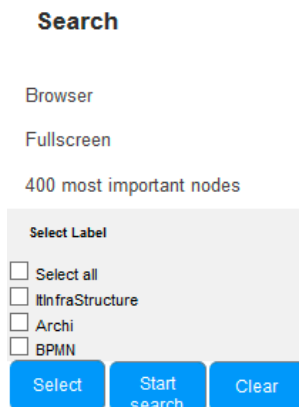 Search
Browser
Fullscreen
400 most important nodes
Select Label
Select all
ItInfraStructure
Archi
BPMN
Select Start search Clear